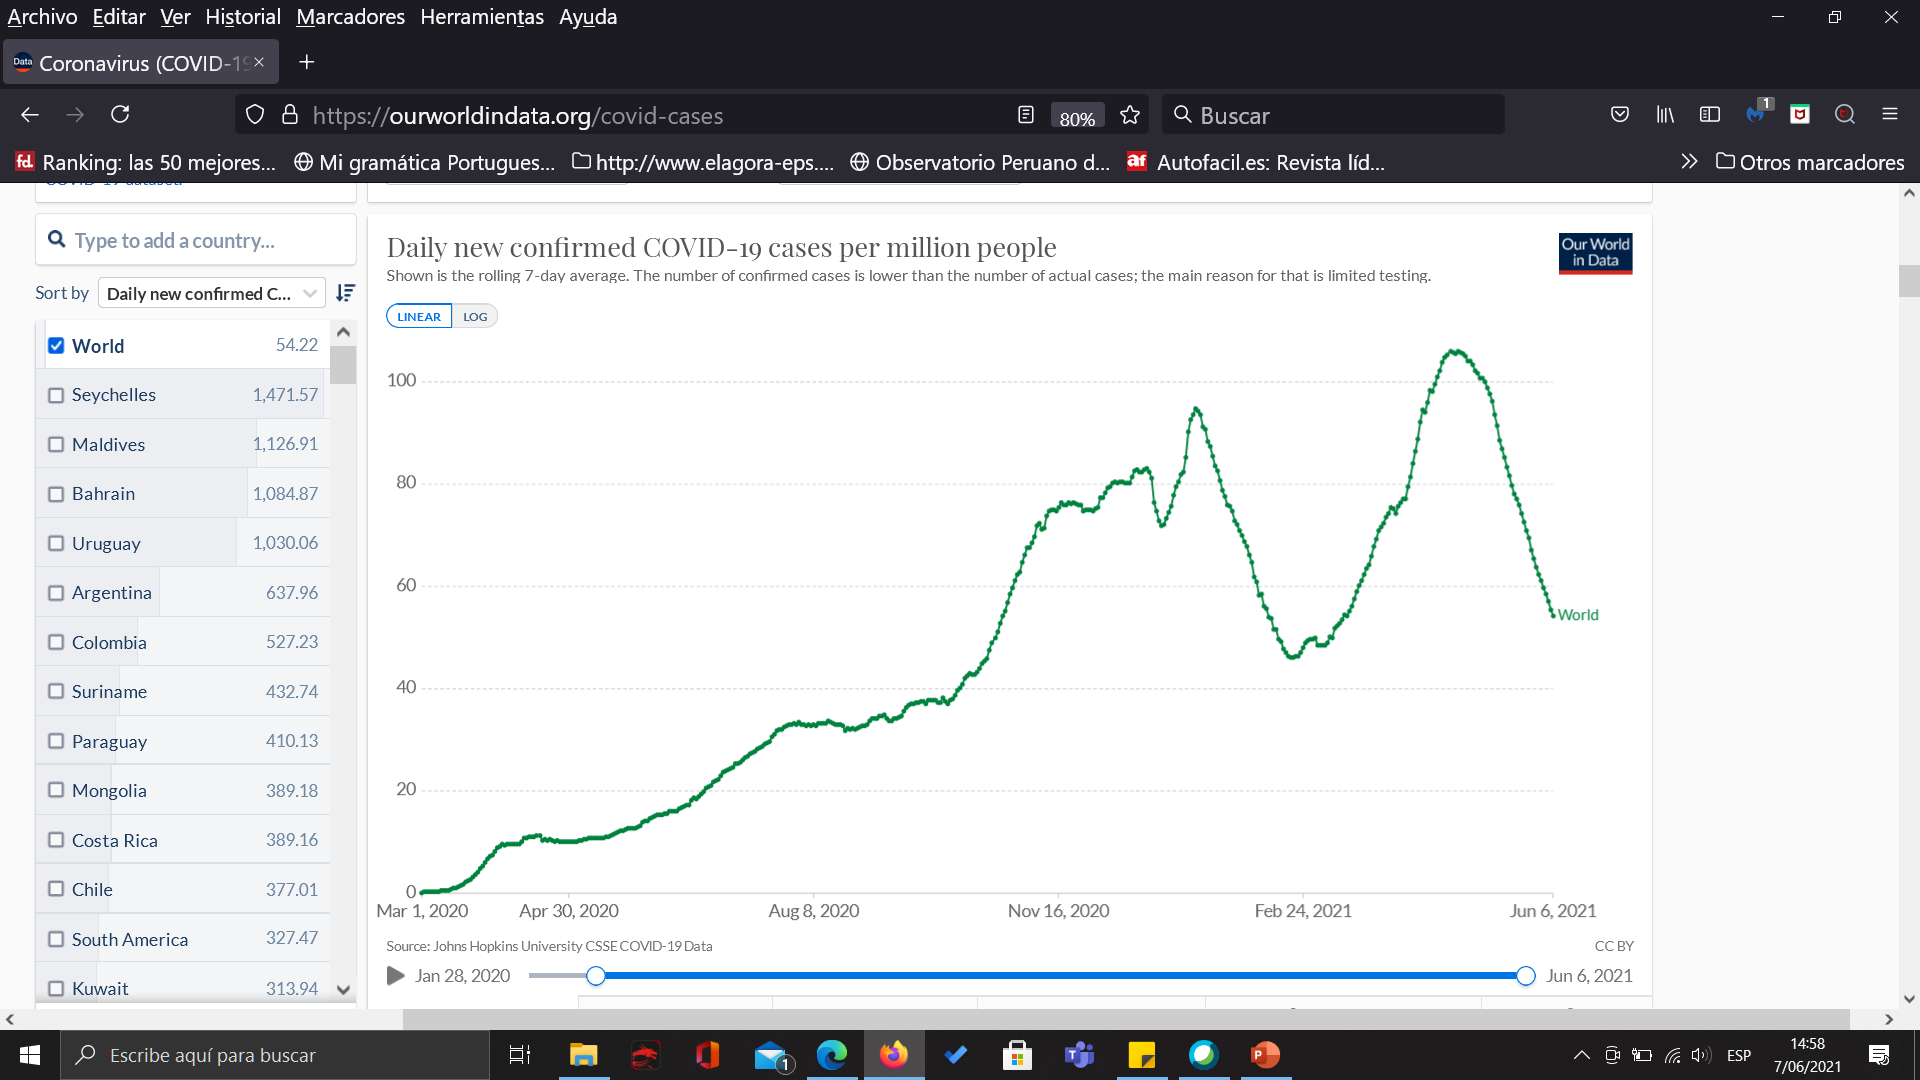 Archivo Editar Ver Historial Marcadores Herramientas Ayuda
Data Coronavirus (COVID-19
https://ourworldindata.org/covid-cases 80% Buscar 1
fd. Ranking: las 50 mejores... Mi gramática Portugues... http://www.elagora-eps.... Observatorio Peruano d... af Autofacil.es: Revista líd... Otros marcadores
COVID-19 dataset.
Type to add a country...
Sort by Daily new confirmed C...
World 54.22
Seychelles 1,471.57
Maldives 1,126.91
Bahrain 1,084.87
Uruguay 1,030.06
Argentina 637.96
Colombia 527.23
Suriname 432.74
Paraguay 410.13
Mongolia 389.18
Costa Rica 389.16
Chile 377.01
South America 327.47
Kuwait 313.94
Daily new confirmed COVID-19 cases per million people
Shown is the rolling 7-day average. The number of confirmed cases is lower than the number of actual cases; the main reason for that is limited testing.
Our World
in Data
LINEAR LOG
100
80
60
40
20
0
World
Mar 1, 2020 Apr 30, 2020 Aug 8, 2020 Nov 16, 2020 Feb 24, 2021 Jun 6, 2021
Source: Johns Hopkins University CSSE COVID-19 Data CC BY
Jan 28, 2020 Jun 6, 2021
Escribe aquí para buscar 1 ESP 14:58
7/06/2021